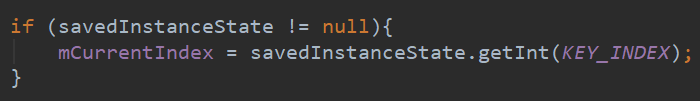 if (savedInstanceState != null){
    mCurrentIndex = savedInstanceState.getInt(KEY_INDEX);
}